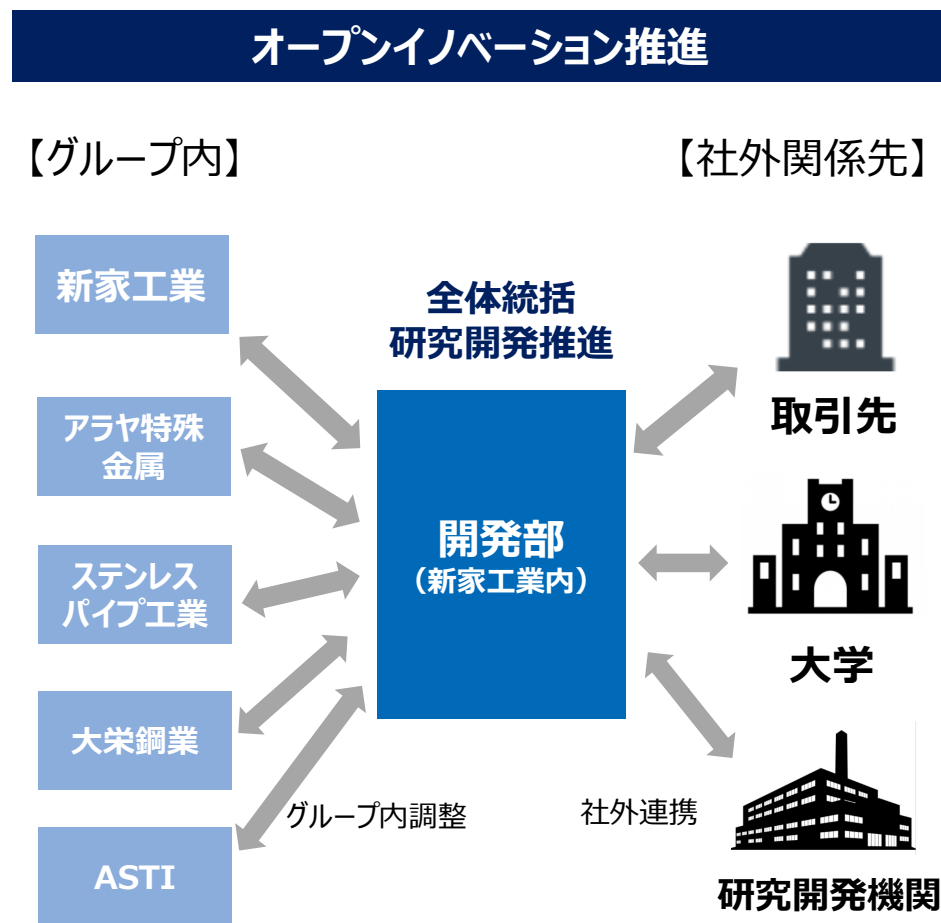 オープンイノベーション推進
【グループ内】
【社外関係先】
新家工業
アラヤ特殊
金属
ステンレス
パイプ工業
大栄鋼業
ASTI
グループ内調整
全体統括
研究開発推進
開発部
（新家工業内）
社外連携
取引先
大学
研究開発機関